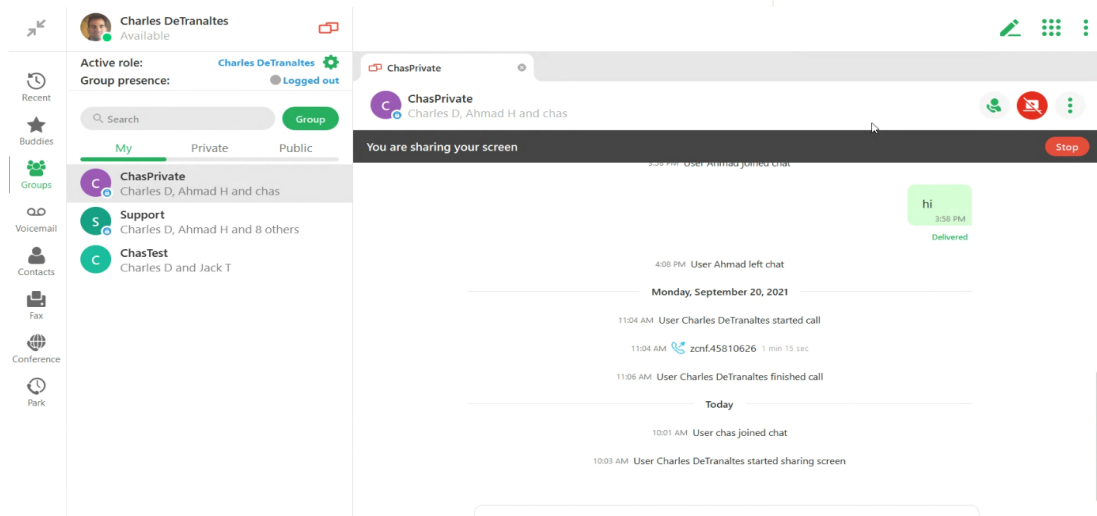 Charles DeTranaltes
Available
Active role:
Charles DeTranaltes
Group presence:
Logged out
Search
Group
My
Private
Public
C
ChasPrivate
Charles D, Ahmad H and chas
S
Support
Charles D, Ahmad H and 8 others
C
ChasTest
Charles D and Jack T
Recent
Buddies
Groups
Voicemail
Contacts
Fax
Conference
Park
ChasPrivate
C
ChasPrivate
Charles D, Ahmad H and chas
You are sharing your screen
Stop
3:58 PM User Ahmad joined chat
hi
3:58 PM
Delivered
4:08 PM User Ahmad left chat
Monday, September 20, 2021
11:04 AM User Charles DeTranaltes started call
11:04 AM zcnf.45810626 1 min 15 sec
11:06 AM User Charles DeTranaltes finished call
Today
10:01 AM User chas joined chat
10:03 AM User Charles DeTranaltes started sharing screen